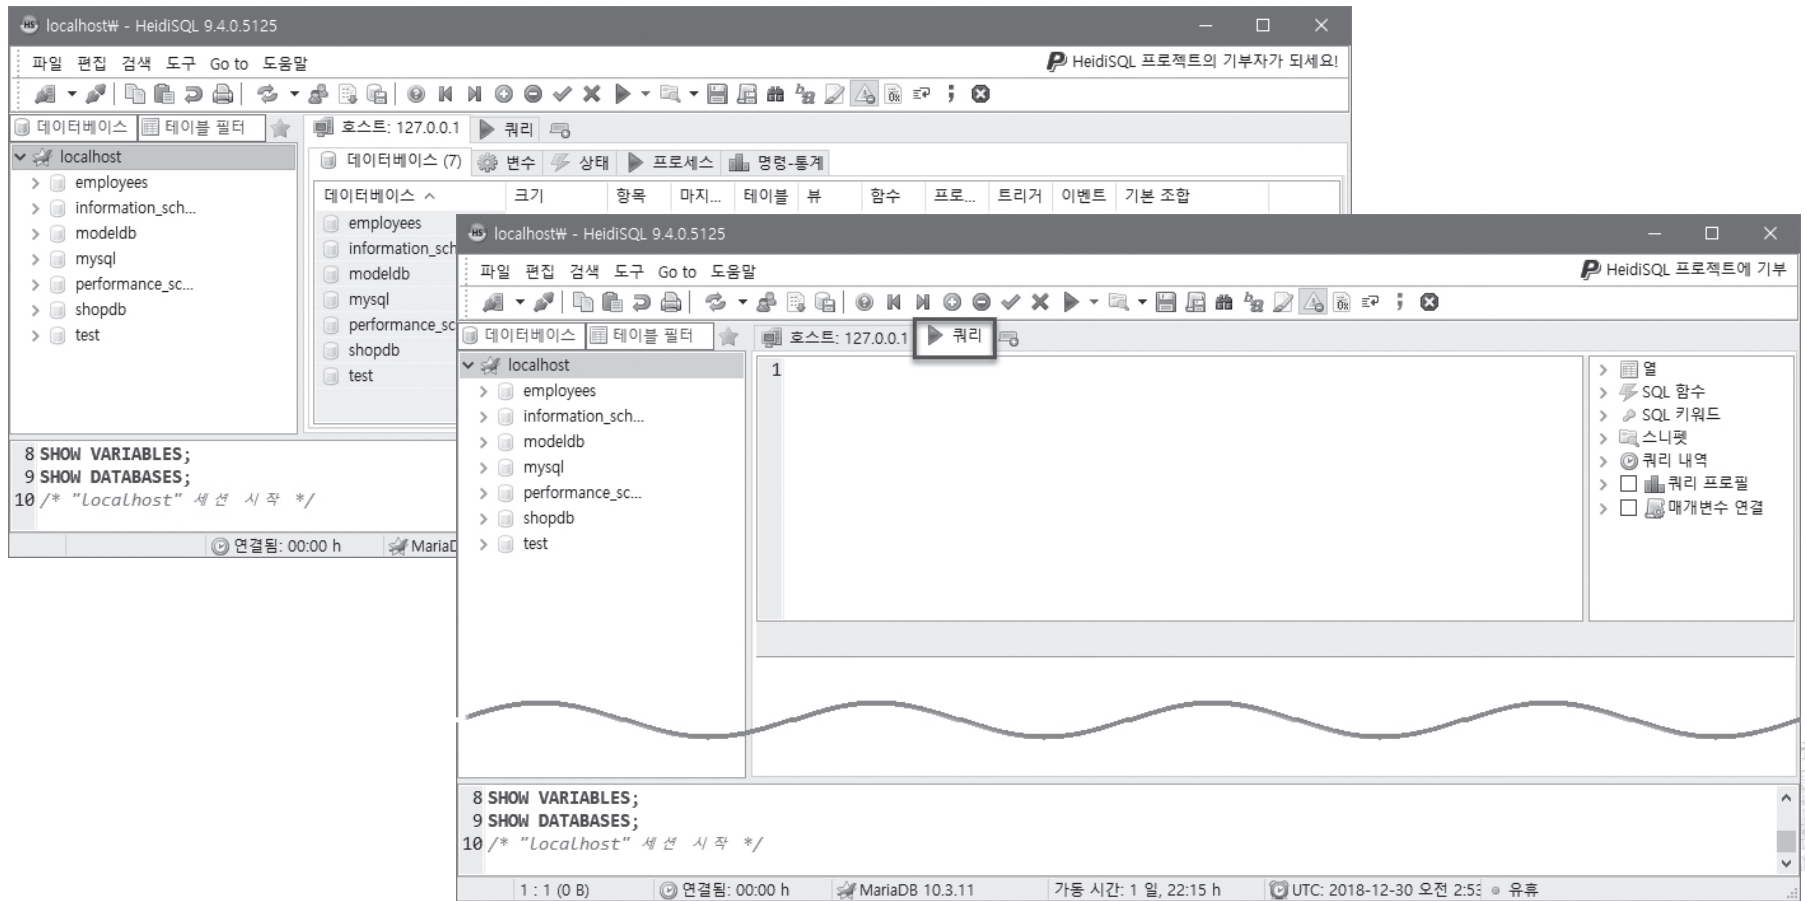 localhost₩ - HeidiSQL 9.4.0.5125
파일 편집 검색 도구 Go to 도움말
HeidiSQL 프로젝트의 기부자가 되세요!
데이터베이스 테이블 필터
호스트: 127.0.0.1 쿼리
localhost
employees
information_sch...
modeldb
mysql
performance_sc...
shopdb
test
데이터베이스 (7) 변수 상태 프로세스 명령-통계
데이터베이스 크기 항목 마지... 테이블 뷰 함수 프로... 트리거 이벤트 기본 조합
employees
information_sch
modeldb
mysql
performance_sc
shopdb
test
8 SHOW VARIABLES;
9 SHOW DATABASES;
10 /* "localhost" 세션 시작 */
연결됨: 00:00 h MariaD
localhost₩ - HeidiSQL 9.4.0.5125
파일 편집 검색 도구 Go to 도움말
HeidiSQL 프로젝트에 기부
데이터베이스 테이블 필터
호스트: 127.0.0.1 쿼리
localhost
employees
information_sch...
modeldb
mysql
performance_sc...
shopdb
test
1
열
SQL 함수
SQL 키워드
스니펫
쿼리 내역
쿼리 프로필
매개변수 연결
8 SHOW VARIABLES;
9 SHOW DATABASES;
10 /* "localhost" 세션 시작 */
1 : 1 (0 B) 연결됨: 00:00 h MariaDB 10.3.11 가동 시간: 1 일, 22:15 h UTC: 2018-12-30 오전 2:53 유휴